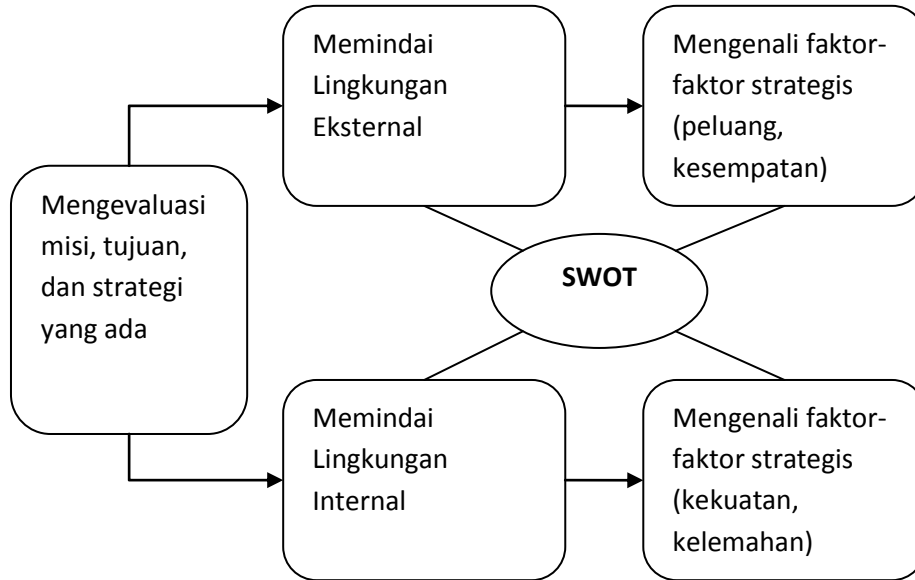 Memindai
Lingkungan
Eksternal
Mengenali faktor-
faktor strategis
(peluang,
kesempatan)
Mengevaluasi
misi, tujuan,
dan strategi
yang ada
SWOT
Memindai
Lingkungan
Internal
Mengenali faktor-
faktor strategis
(kekuatan,
kelemahan)